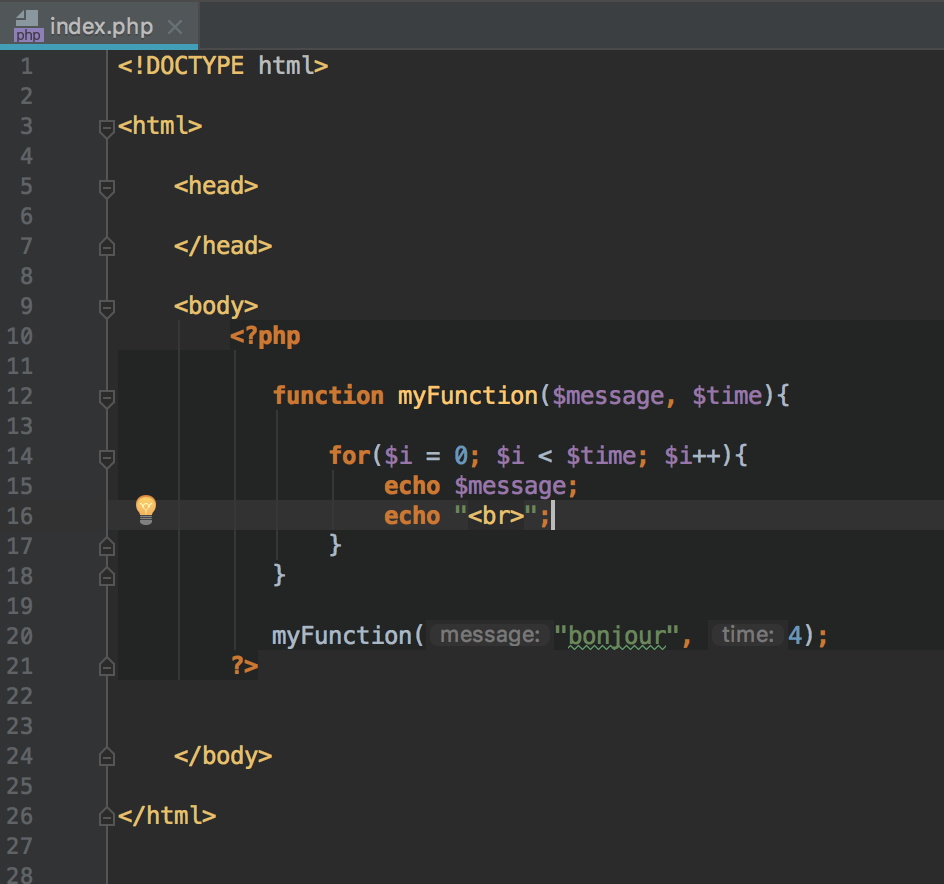 php index.php
1 <!DOCTYPE html>
2
3 <html>
4
5     <head>
6
7     </head>
8
9     <body>
10         <?php
11
12            function myFunction($message, $time){
13
14                for($i = 0; $i < $time; $i++){
15                    echo $message;
16                    echo "<br>";
17                }
18            }
19
20            myFunction( message: "bonjour",  time: 4);
21         ?>
22
23
24     </body>
25
26 </html>
27
28